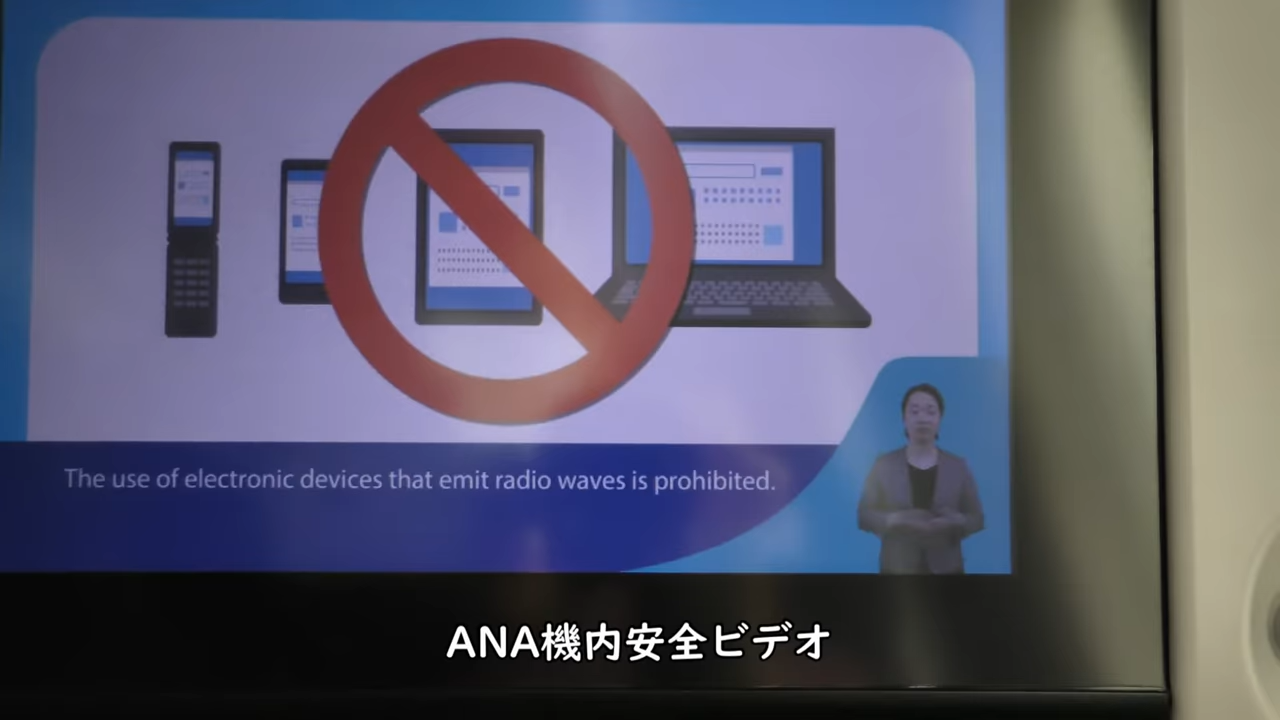 The use of electronic devices that emit radio waves is prohibited.
ANA機内安全ビデオ